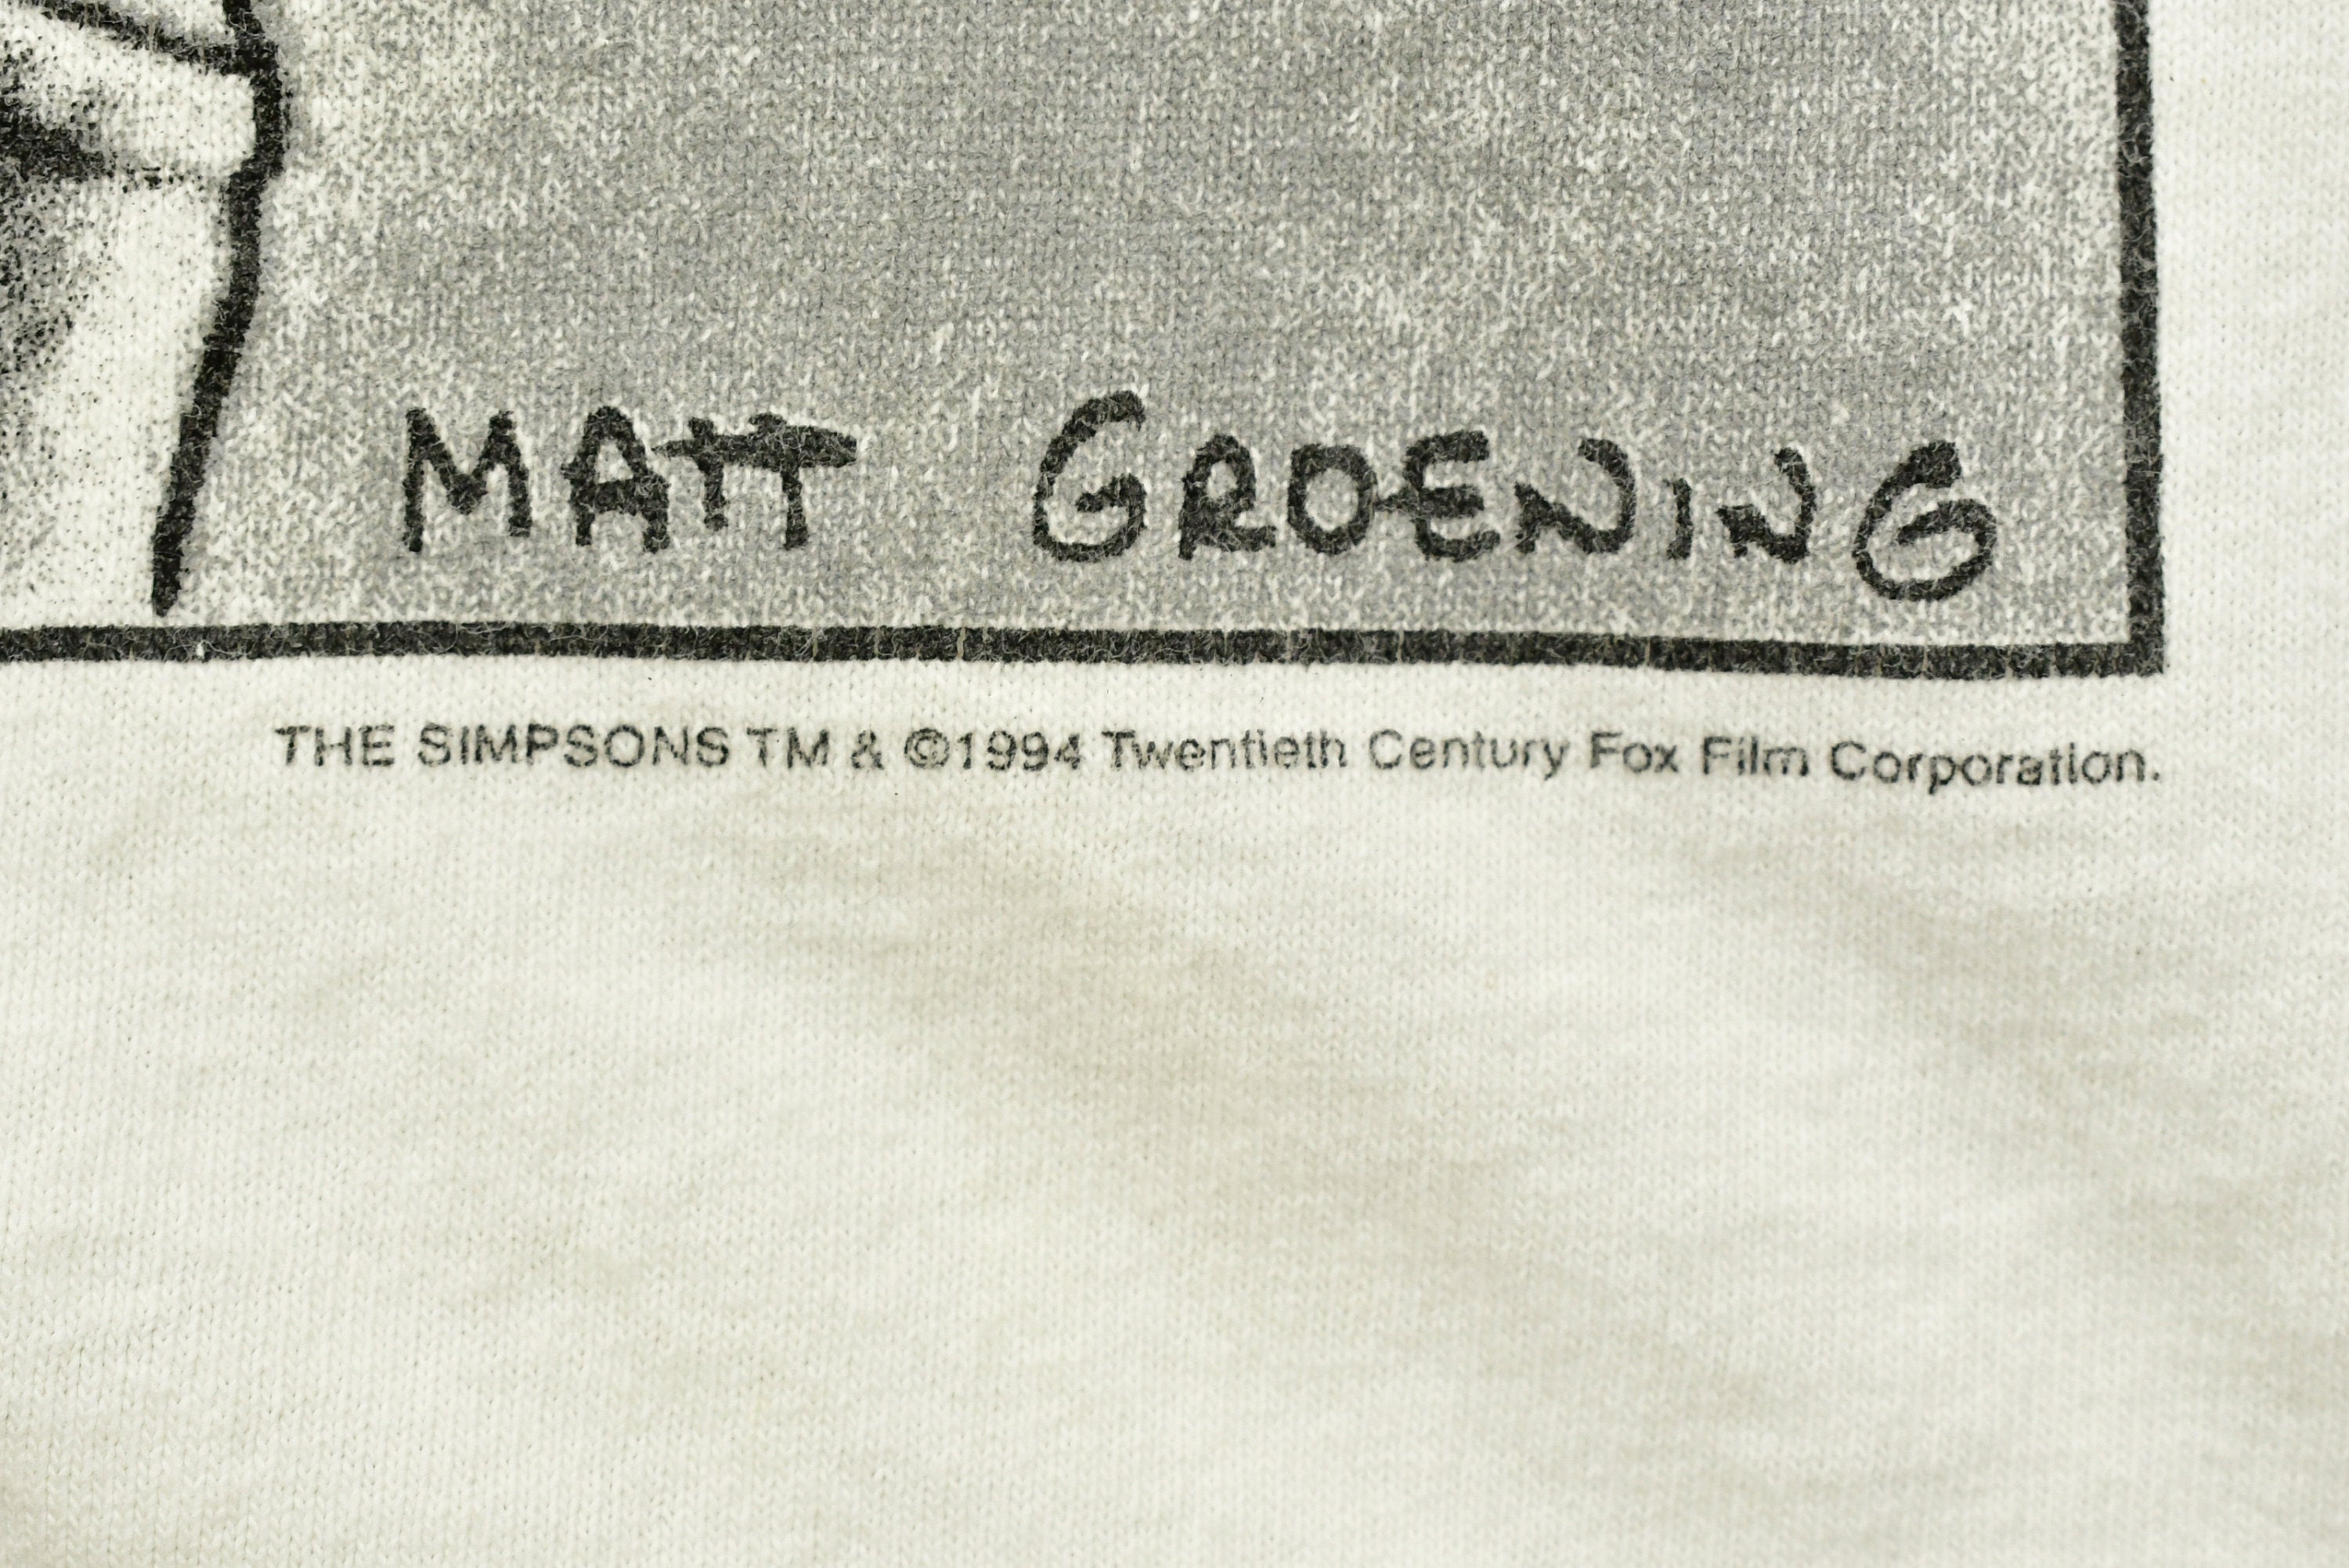 MATT GROENING
THE SIMPSONS TM & ©1994 Twentieth Century Fox Film Corporation.